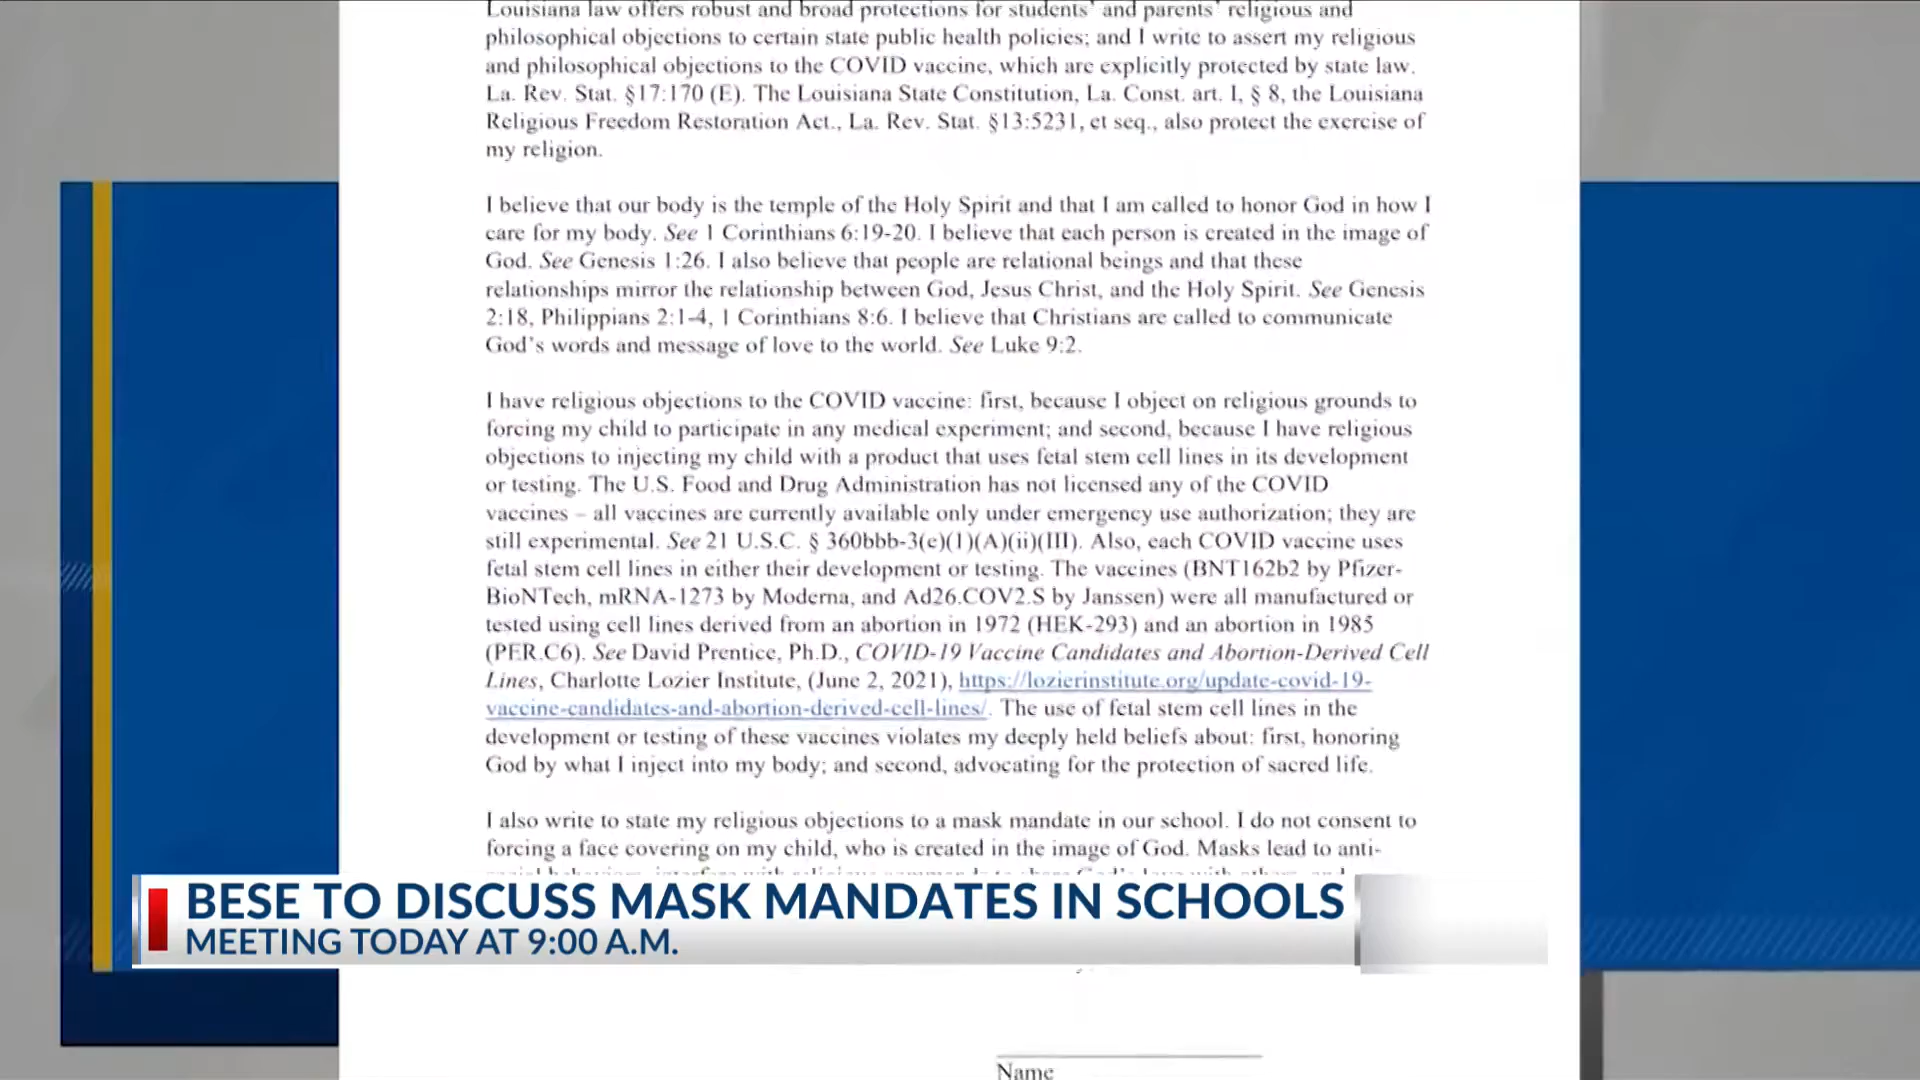 Louisiana law offers robust and broad protections for students' and parents' religious and
philosophical objections to certain state public health policies; and I write to assert my religious
and philosophical objections to the COVID vaccine, which are explicitly protected by state law.
La. Rev. Stat. §17:170 (E). The Louisiana State Constitution, La. Const. art. I, § 8, the Louisiana
Religious Freedom Restoration Act., La. Rev. Stat. §13:5231, et seq., also protect the exercise of
my religion.
I believe that our body is the temple of the Holy Spirit and that I am called to honor God in how I
care for my body. See 1 Corinthians 6:19-20. I believe that each person is created in the image of
God. See Genesis 1:26. I also believe that people are relational beings and that these
relationships mirror the relationship between God, Jesus Christ, and the Holy Spirit. See Genesis
2:18, Philippians 2:1-4, 1 Corinthians 8:6. I believe that Christians are called to communicate
God's words and message of love to the world. See Luke 9:2.
I have religious objections to the COVID vaccine: first, because I object on religious grounds to
forcing my child to participate in any medical experiment; and second, because I have religious
objections to injecting my child with a product that uses fetal stem cell lines in its development
or testing. The U.S. Food and Drug Administration has not licensed any of the COVID
vaccines – all vaccines are currently available only under emergency use authorization; they are
still experimental. See 21 U.S.C. § 360bbb-3(e)(1)(A)(ii)(III). Also, each COVID vaccine uses
fetal stem cell lines in either their development or testing. The vaccines (BNT162b2 by Pfizer-
BioNTech, mRNA-1273 by Moderna, and Ad26.COV2.S by Janssen) were all manufactured or
tested using cell lines derived from an abortion in 1972 (HEK-293) and an abortion in 1985
(PER.C6). See David Prentice, Ph.D., COVID-19 Vaccine Candidates and Abortion-Derived Cell
Lines, Charlotte Lozier Institute, (June 2, 2021), https://lozierinstitute.org/update-covid-19-
vaccine-candidates-and-abortion-derived-cell-lines/. The use of fetal stem cell lines in the
development or testing of these vaccines violates my deeply held beliefs about: first, honoring
God by what I inject into my body; and second, advocating for the protection of sacred life.
I also write to state my religious objections to a mask mandate in our school. I do not consent to
forcing a face covering on my child, who is created in the image of God. Masks lead to anti-
BESE TO DISCUSS MASK MANDATES IN SCHOOLS
MEETING TODAY AT 9:00 A.M.
Name